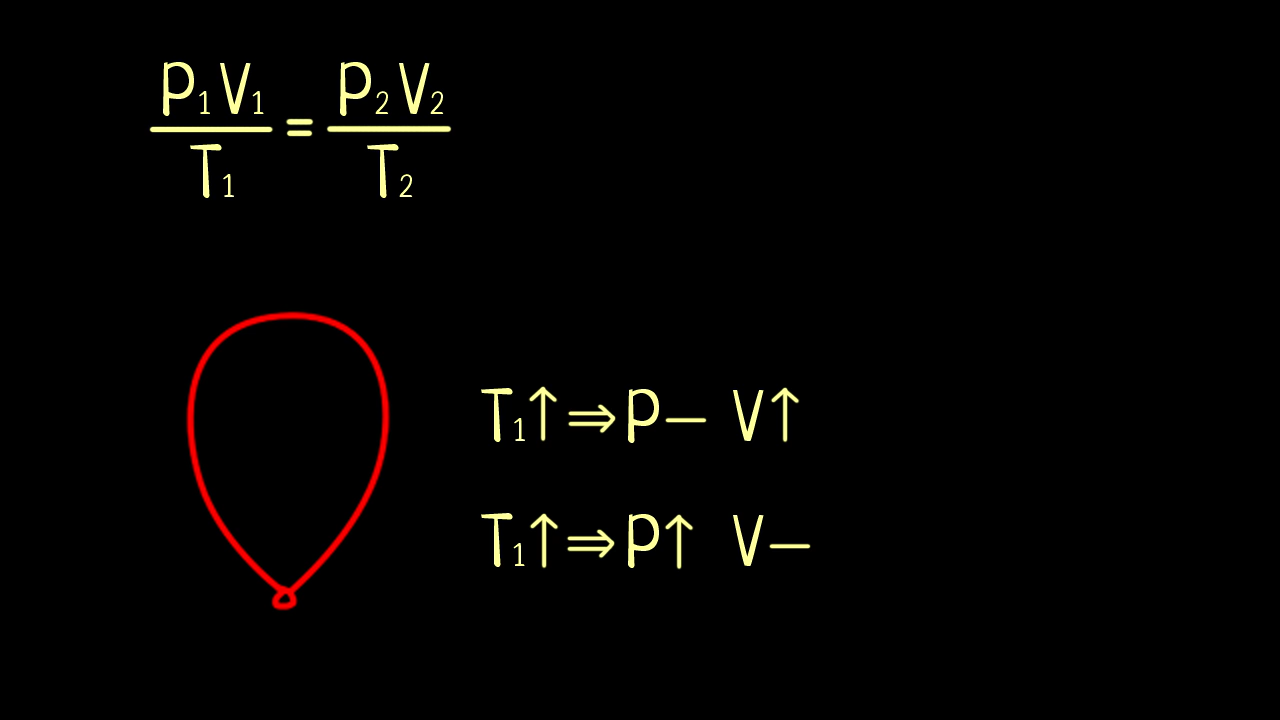 P₁V₁/T₁ = P₂V₂/T₂
T₁↑⇒P— V↑
T₁↑⇒P↑ V—